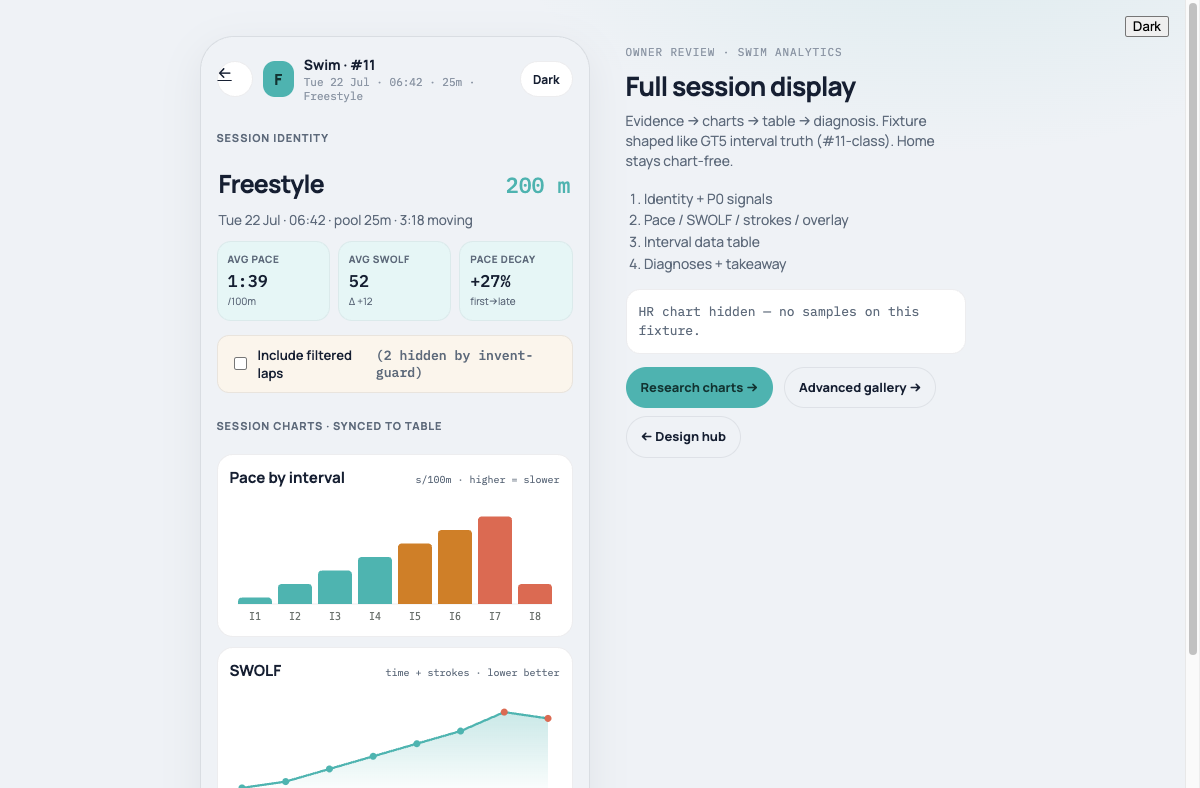 Dark
←
F
Swim · #11
Tue 22 Jul · 06:42 · 25m ·
Freestyle
Dark
SESSION IDENTITY
Freestyle
200 m
Tue 22 Jul · 06:42 · pool 25m · 3:18 moving
AVG PACE
1:39
/100m
AVG SWOLF
52
Δ +12
PACE DECAY
+27%
first→late
Include filtered
laps
(2 hidden by invent-
guard)
SESSION CHARTS · SYNCED TO TABLE
Pace by interval
s/100m · higher = slower
I1 I2 I3 I4 I5 I6 I7 I8
SWOLF
time + strokes · lower better
OWNER REVIEW · SWIM ANALYTICS
Full session display
Evidence → charts → table → diagnosis. Fixture
shaped like GT5 interval truth (#11-class). Home
stays chart-free.
1. Identity + P0 signals
2. Pace / SWOLF / strokes / overlay
3. Interval data table
4. Diagnoses + takeaway
HR chart hidden — no samples on this
fixture.
Research charts →
Advanced gallery →
← Design hub